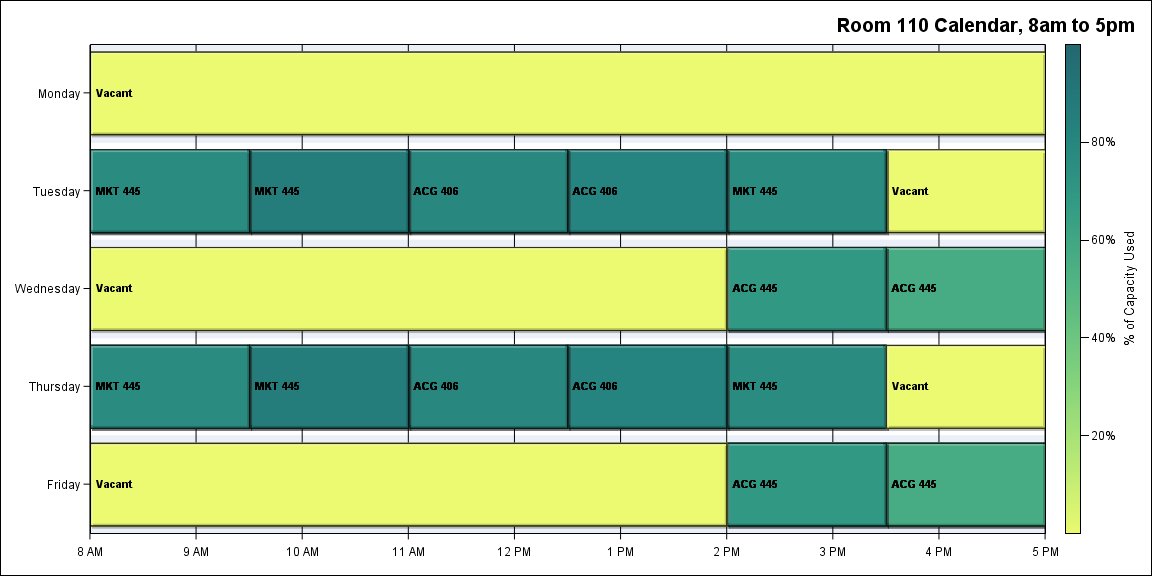 Room 110 Calendar, 8am to 5pm
Monday
Vacant
Tuesday
MKT 445
MKT 445
ACG 406
ACG 406
MKT 445
Vacant
Wednesday
Vacant
ACG 445
ACG 445
Thursday
MKT 445
MKT 445
ACG 406
ACG 406
MKT 445
Vacant
Friday
Vacant
ACG 445
ACG 445
8 AM
9 AM
10 AM
11 AM
12 PM
1 PM
2 PM
3 PM
4 PM
5 PM
80%
60%
40%
20%
% of Capacity Used